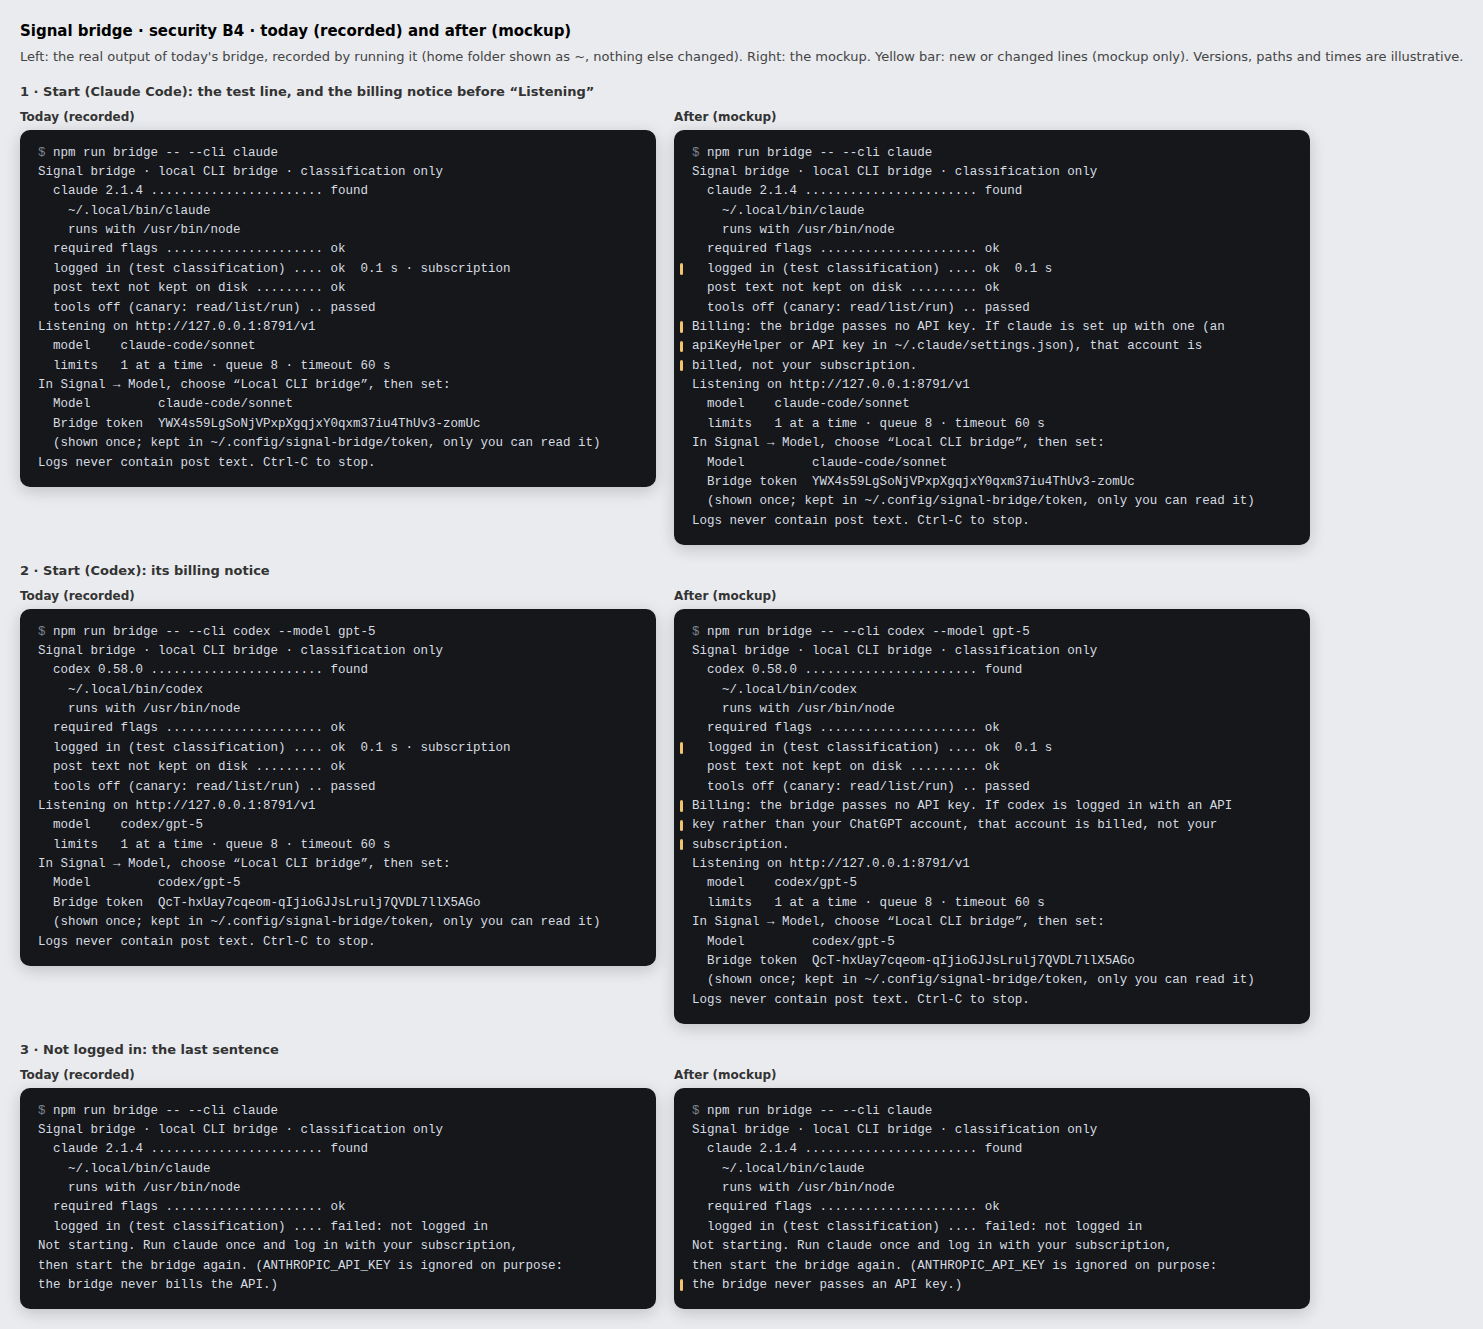 Signal bridge · security B4 · today (recorded) and after (mockup)
Left: the real output of today's bridge, recorded by running it (home folder shown as ~, nothing else changed). Right: the mockup. Yellow bar: new or changed lines (mockup only). Versions, paths and times are illustrative.
1 · Start (Claude Code): the test line, and the billing notice before “Listening”
Today (recorded)
$ npm run bridge -- --cli claude
Signal bridge · local CLI bridge · classification only
claude 2.1.4 ....................... found
~/.local/bin/claude
runs with /usr/bin/node
required flags ..................... ok
logged in (test classification) .... ok  0.1 s · subscription
post text not kept on disk ......... ok
tools off (canary: read/list/run) .. passed
Listening on http://127.0.0.1:8791/v1
model    claude-code/sonnet
limits   1 at a time · queue 8 · timeout 60 s
In Signal → Model, choose “Local CLI bridge”, then set:
Model         claude-code/sonnet
Bridge token  YWX4s59LgSoNjVPxpXgqjxY0qxm37iu4ThUv3-zomUc
(shown once; kept in ~/.config/signal-bridge/token, only you can read it)
Logs never contain post text. Ctrl-C to stop.
After (mockup)
$ npm run bridge -- --cli claude
Signal bridge · local CLI bridge · classification only
claude 2.1.4 ....................... found
~/.local/bin/claude
runs with /usr/bin/node
required flags ..................... ok
logged in (test classification) .... ok  0.1 s
post text not kept on disk ......... ok
tools off (canary: read/list/run) .. passed
Billing: the bridge passes no API key. If claude is set up with one (an
apiKeyHelper or API key in ~/.claude/settings.json), that account is
billed, not your subscription.
Listening on http://127.0.0.1:8791/v1
model    claude-code/sonnet
limits   1 at a time · queue 8 · timeout 60 s
In Signal → Model, choose “Local CLI bridge”, then set:
Model         claude-code/sonnet
Bridge token  YWX4s59LgSoNjVPxpXgqjxY0qxm37iu4ThUv3-zomUc
(shown once; kept in ~/.config/signal-bridge/token, only you can read it)
Logs never contain post text. Ctrl-C to stop.
2 · Start (Codex): its billing notice
Today (recorded)
$ npm run bridge -- --cli codex --model gpt-5
Signal bridge · local CLI bridge · classification only
codex 0.58.0 ....................... found
~/.local/bin/codex
runs with /usr/bin/node
required flags ..................... ok
logged in (test classification) .... ok  0.1 s · subscription
post text not kept on disk ......... ok
tools off (canary: read/list/run) .. passed
Listening on http://127.0.0.1:8791/v1
model    codex/gpt-5
limits   1 at a time · queue 8 · timeout 60 s
In Signal → Model, choose “Local CLI bridge”, then set:
Model         codex/gpt-5
Bridge token  QcT-hxUay7cqeom-qIjioGJJsLrulj7QVDL7llX5AGo
(shown once; kept in ~/.config/signal-bridge/token, only you can read it)
Logs never contain post text. Ctrl-C to stop.
After (mockup)
$ npm run bridge -- --cli codex --model gpt-5
Signal bridge · local CLI bridge · classification only
codex 0.58.0 ....................... found
~/.local/bin/codex
runs with /usr/bin/node
required flags ..................... ok
logged in (test classification) .... ok  0.1 s
post text not kept on disk ......... ok
tools off (canary: read/list/run) .. passed
Billing: the bridge passes no API key. If codex is logged in with an API
key rather than your ChatGPT account, that account is billed, not your
subscription.
Listening on http://127.0.0.1:8791/v1
model    codex/gpt-5
limits   1 at a time · queue 8 · timeout 60 s
In Signal → Model, choose “Local CLI bridge”, then set:
Model         codex/gpt-5
Bridge token  QcT-hxUay7cqeom-qIjioGJJsLrulj7QVDL7llX5AGo
(shown once; kept in ~/.config/signal-bridge/token, only you can read it)
Logs never contain post text. Ctrl-C to stop.
3 · Not logged in: the last sentence
Today (recorded)
$ npm run bridge -- --cli claude
Signal bridge · local CLI bridge · classification only
claude 2.1.4 ....................... found
~/.local/bin/claude
runs with /usr/bin/node
required flags ..................... ok
logged in (test classification) .... failed: not logged in
Not starting. Run claude once and log in with your subscription,
then start the bridge again. (ANTHROPIC_API_KEY is ignored on purpose:
the bridge never bills the API.)
After (mockup)
$ npm run bridge -- --cli claude
Signal bridge · local CLI bridge · classification only
claude 2.1.4 ....................... found
~/.local/bin/claude
runs with /usr/bin/node
required flags ..................... ok
logged in (test classification) .... failed: not logged in
Not starting. Run claude once and log in with your subscription,
then start the bridge again. (ANTHROPIC_API_KEY is ignored on purpose:
the bridge never passes an API key.)